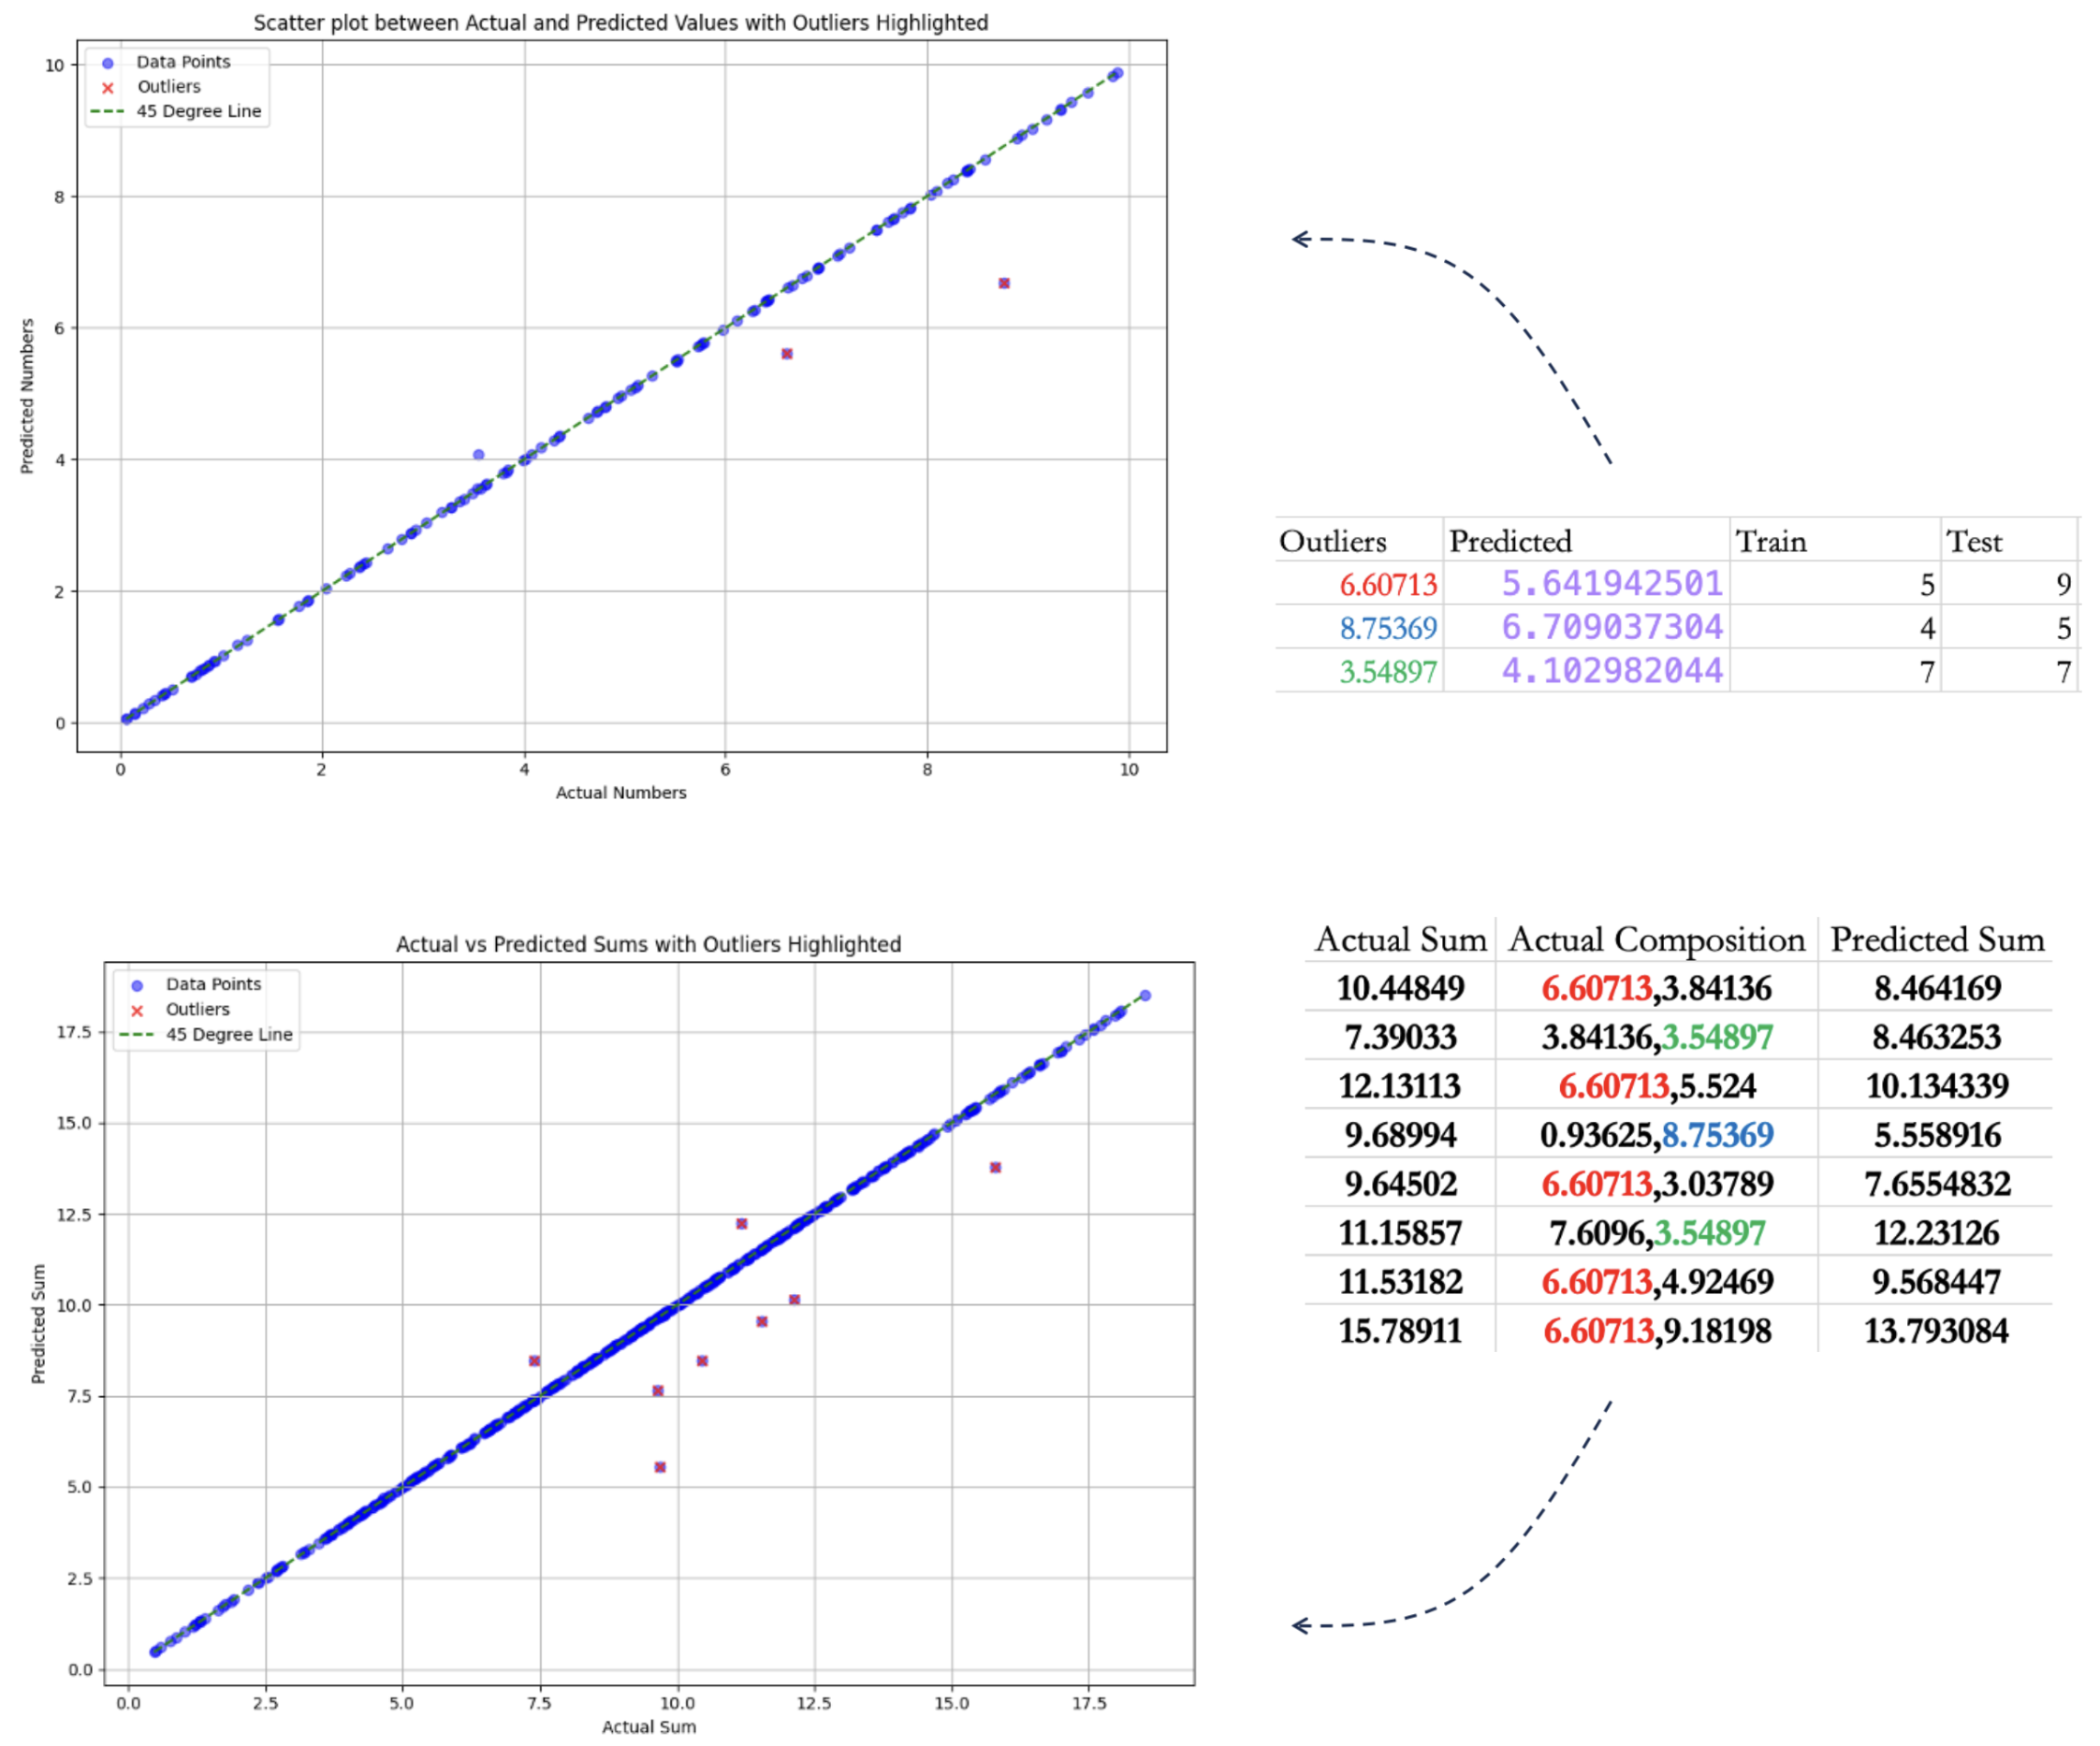 Scatter plot between Actual and Predicted Values with Outliers Highlighted
Data Points
Outliers
45 Degree Line
10
8
6
4
2
0
Predicted Numbers
0 2 4 6 8 10
Actual Numbers
Outliers Predicted Train Test
6.60713 5.641942501 5 9
8.75369 6.709037304 4 5
3.54897 4.102982044 7 7
Actual vs Predicted Sums with Outliers Highlighted
Data Points
Outliers
45 Degree Line
17.5
15.0
12.5
10.0
7.5
5.0
2.5
0.0
Predicted Sum
0.0 2.5 5.0 7.5 10.0 12.5 15.0 17.5
Actual Sum
Actual Sum Actual Composition Predicted Sum
10.44849 6.60713,3.84136 8.464169
7.39033 3.84136,3.54897 8.463253
12.13113 6.60713,5.524 10.134339
9.68994 0.93625,8.75369 5.558916
9.64502 6.60713,3.03789 7.6554832
11.15857 7.6096,3.54897 12.23126
11.53182 6.60713,4.92469 9.568447
15.78911 6.60713,9.18198 13.793084